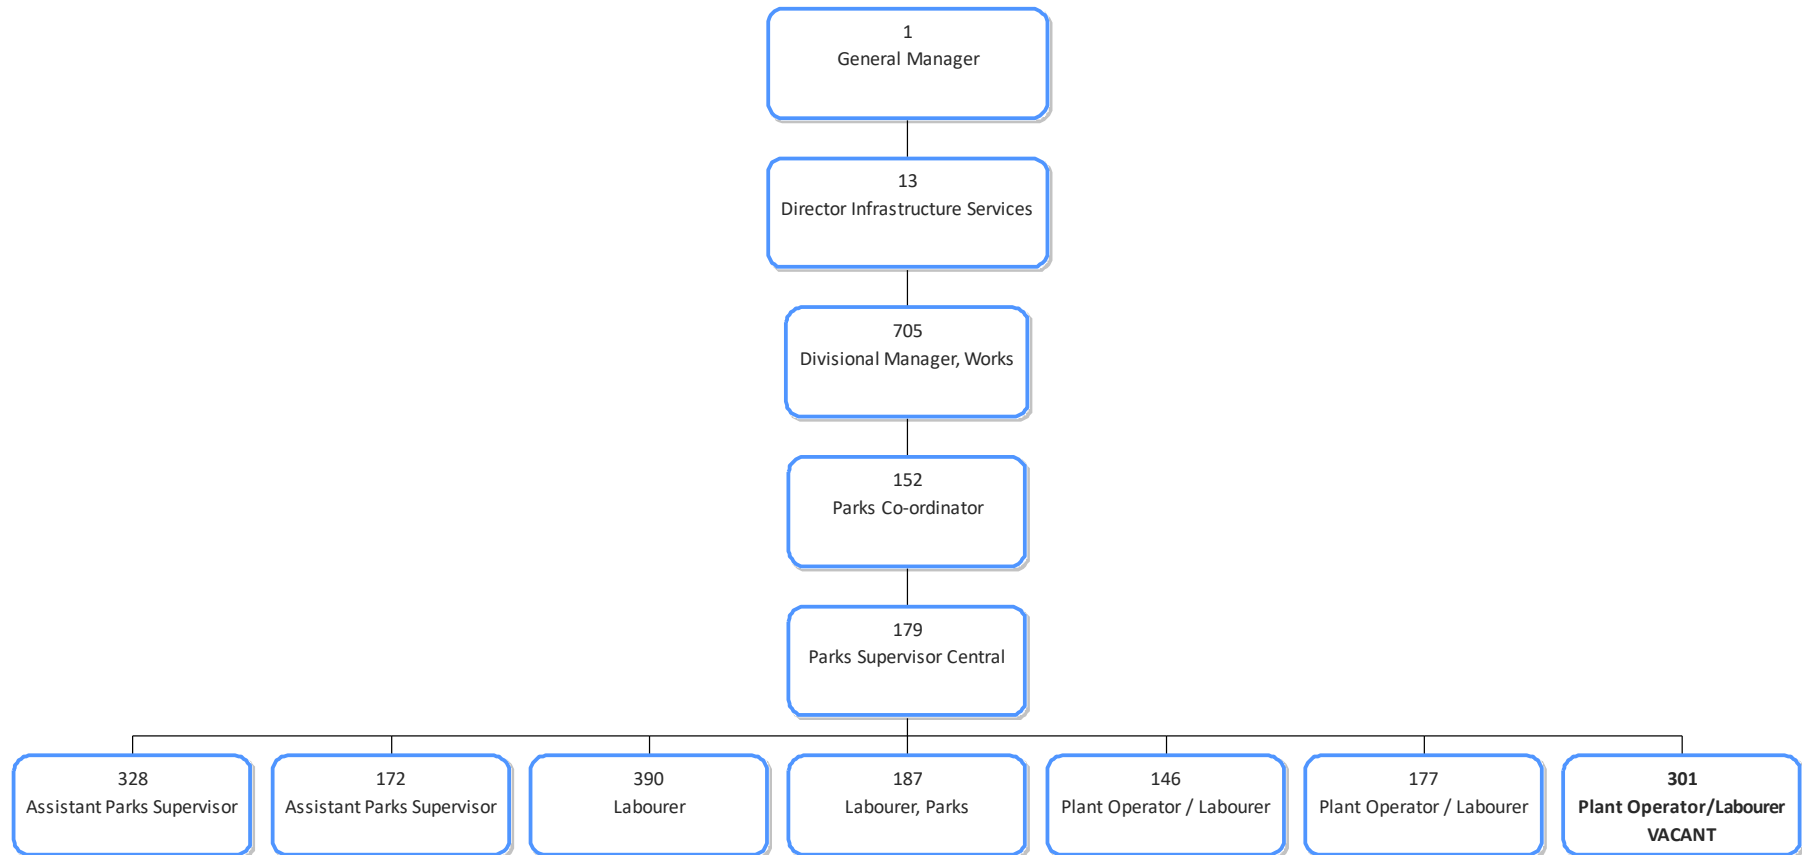 1
General Manager
13
Director Infrastructure Services
705
Divisional Manager, Works
152
Parks Co-ordinator
179
Parks Supervisor Central
328
Assistant Parks Supervisor
172
Assistant Parks Supervisor
390
Labourer
187
Labourer, Parks
146
Plant Operator / Labourer
177
Plant Operator / Labourer
301
Plant Operator/Labourer
VACANT